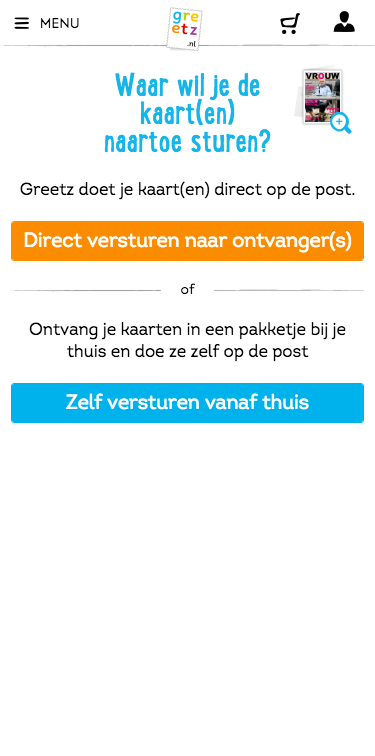 MENU
greetz
.nl
Waar wil je de
kaart(en)
naartoe sturen?
VROUW
Greetz doet je kaart(en) direct op de post.
Direct versturen naar ontvanger(s)
of
Ontvang je kaarten in een pakketje bij je
thuis en doe ze zelf op de post
Zelf versturen vanaf thuis